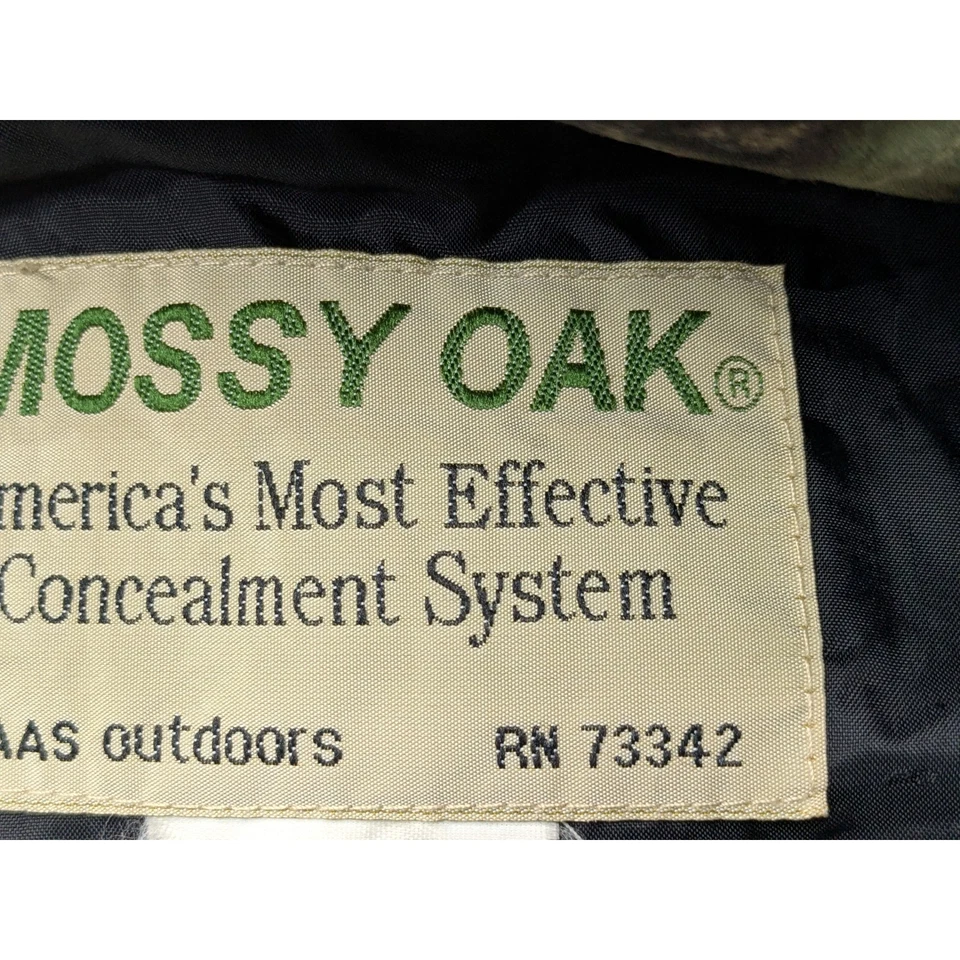 MOSSY OAK®
merica's Most Effective
Concealment System
AAS outdoors RN 73342